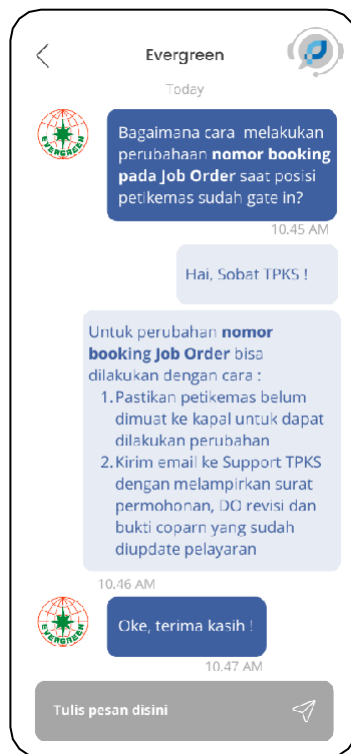 Evergreen
Today
Bagaimana cara melakukan
perubahaan nomor booking
pada Job Order saat posisi
petikemas sudah gate in?
EVERGREEN
10.45 AM
Hai, Sobat TPKS !
Untuk perubahan nomor
booking Job Order bisa
dilakukan dengan cara :
1. Pastikan petikemas belum
dimuat ke kapal untuk dapat
dilakukan perubahan
2. Kirim email ke Support TPKS
dengan melampirkan surat
permohonan, DO revisi dan
bukti coparn yang sudah
diupdate pelayaran
10.46 AM
Oke, terima kasih !
EVERGREEN
10.47 AM
Tulis pesan disini